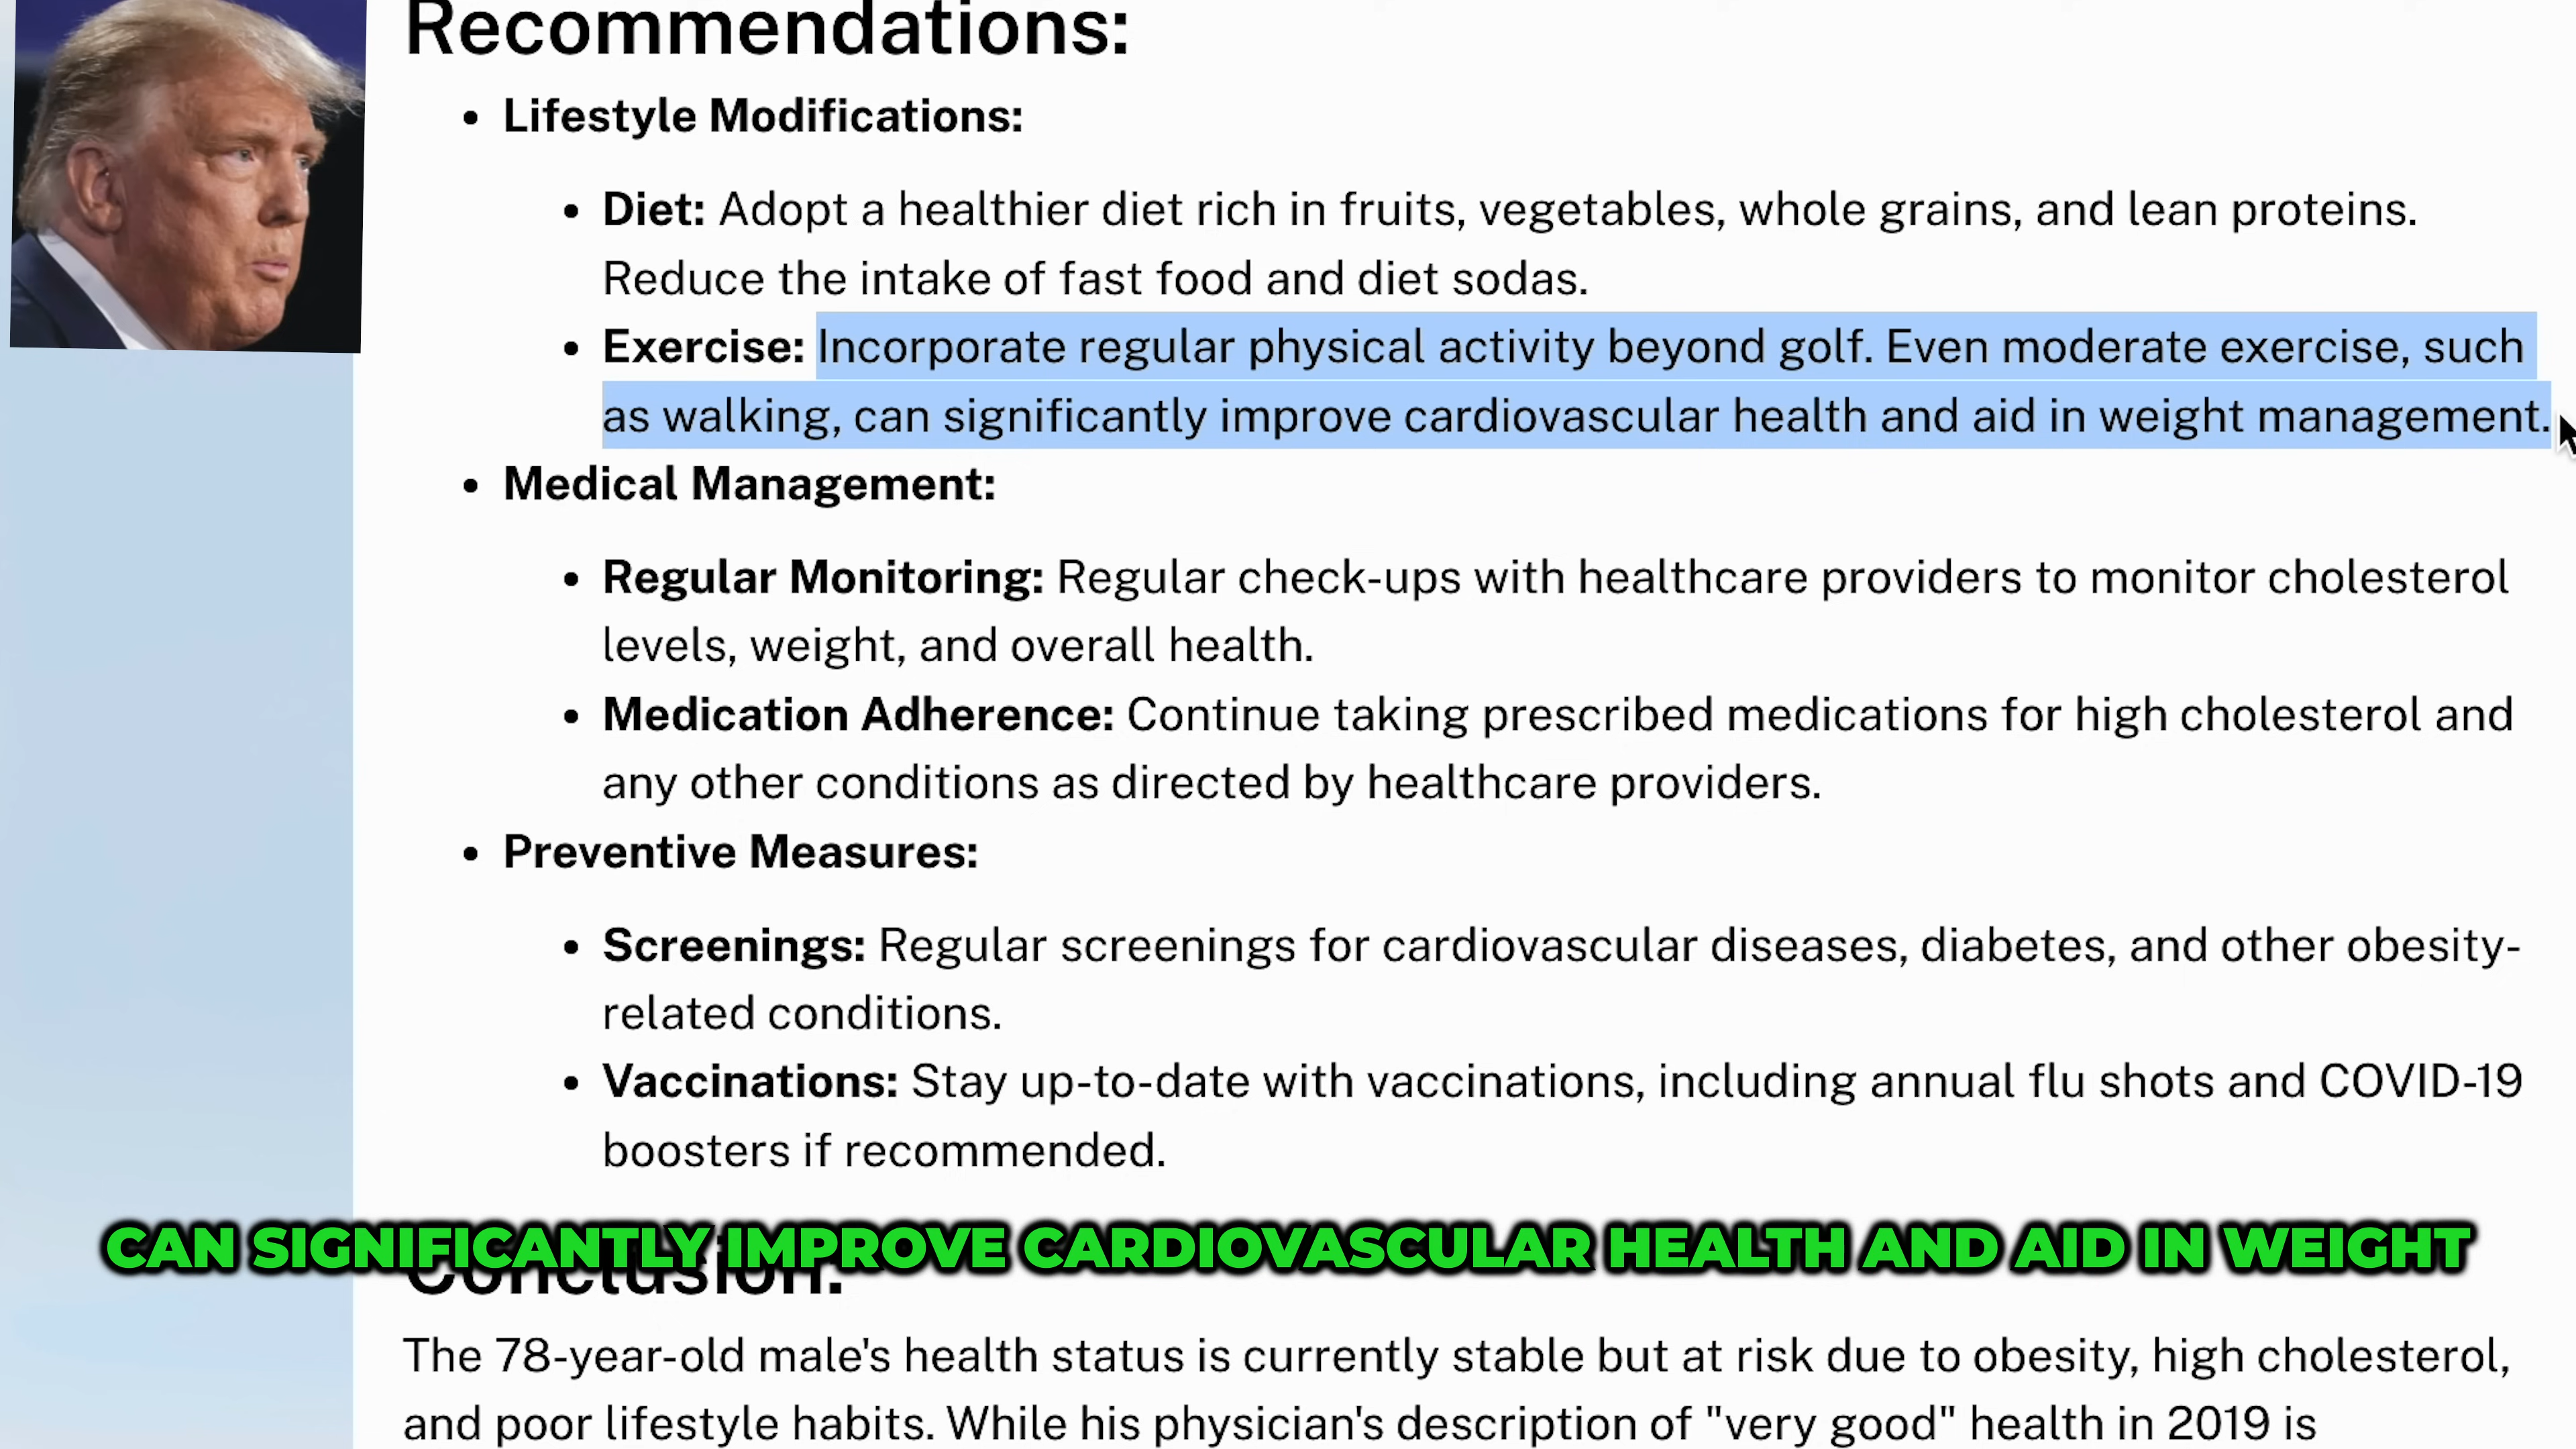 Recommendations:
• Lifestyle Modifications:
• Diet: Adopt a healthier diet rich in fruits, vegetables, whole grains, and lean proteins.
Reduce the intake of fast food and diet sodas.
• Exercise: Incorporate regular physical activity beyond golf. Even moderate exercise, such
as walking, can significantly improve cardiovascular health and aid in weight management.
• Medical Management:
• Regular Monitoring: Regular check-ups with healthcare providers to monitor cholesterol
levels, weight, and overall health.
• Medication Adherence: Continue taking prescribed medications for high cholesterol and
any other conditions as directed by healthcare providers.
• Preventive Measures:
• Screenings: Regular screenings for cardiovascular diseases, diabetes, and other obesity-
related conditions.
• Vaccinations: Stay up-to-date with vaccinations, including annual flu shots and COVID-19
boosters if recommended.
CAN SIGNIFICANTLY IMPROVE CARDIOVASCULAR HEALTH AND AID IN WEIGHT
Conclusion:
The 78-year-old male's health status is currently stable but at risk due to obesity, high cholesterol,
and poor lifestyle habits. While his physician's description of "very good" health in 2019 is